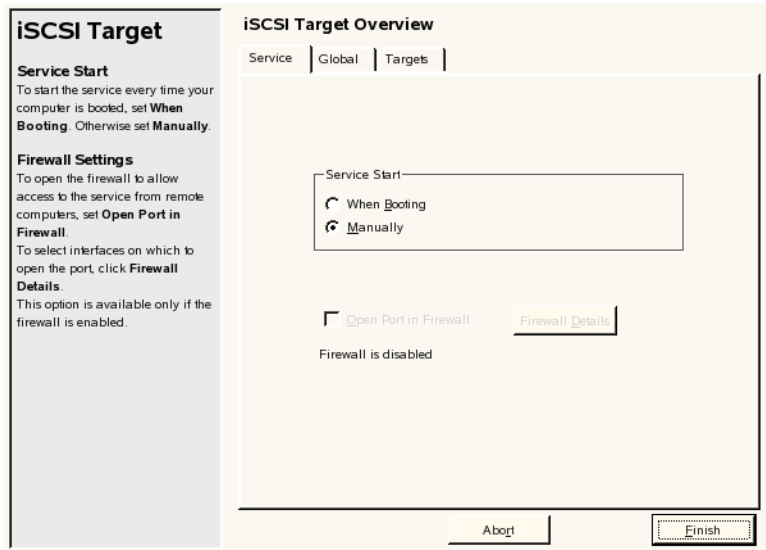 iSCSI Target
Service Start
To start the service every time your
computer is booted, set When
Booting. Otherwise set Manually.
Firewall Settings
To open the firewall to allow
access to the service from remote
computers, set Open Port in
Firewall.
To select interfaces on which to
open the port, click Firewall
Details.
This option is available only if the
firewall is enabled.
iSCSI Target Overview
Service Global Targets
Service Start
When Booting
Manually
Open Port in Firewall Firewall Details
Firewall is disabled
Abort Finish